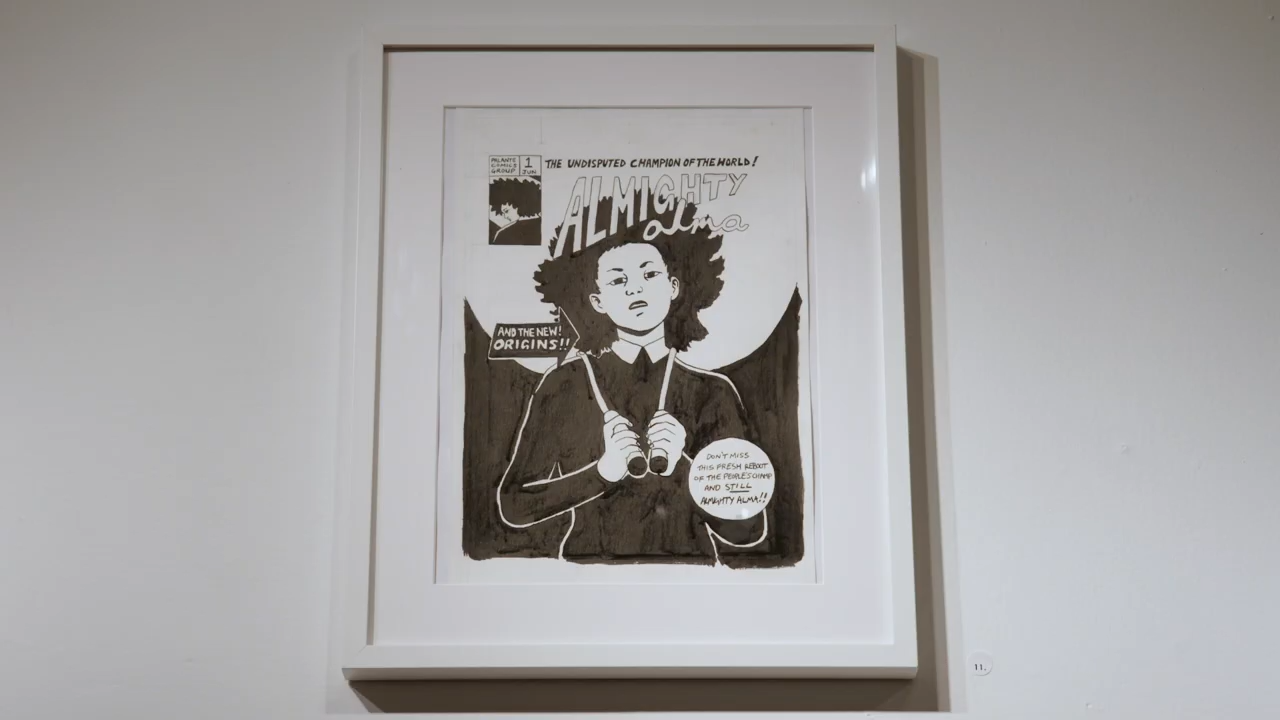 MILANTE
COMICS
GROUP
1
JUN
THE UNDISPUTED CHAMPION OF THE WORLD!
ALMIGHTY
alma
AND THE NEW!
ORIGINS!!
DON'T MISS
THIS FRESH REBOOT
OF THE PEOPLE'S CHAMP
AND STILL
ALMIGHTY ALMA!!
11.